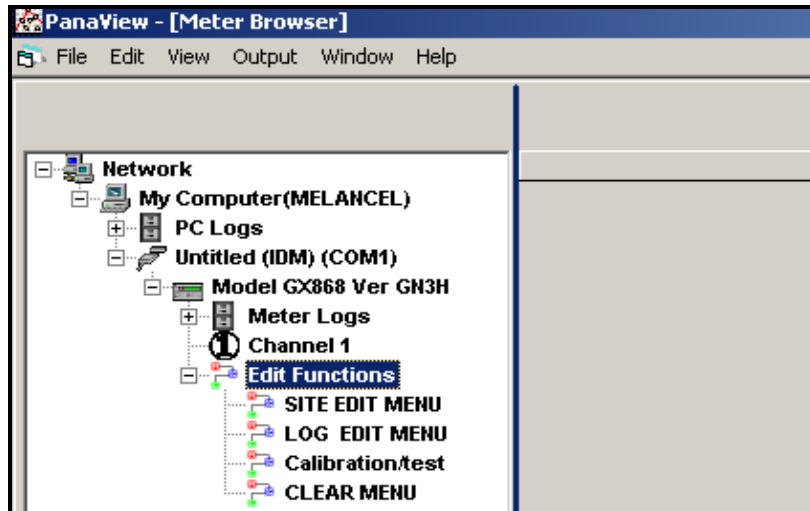 PanaView - [Meter Browser]
File Edit View Output Window Help
Network
My Computer(MELANCEL)
PC Logs
Untitled (IDM) (COM1)
Model GX868 Ver GN3H
Meter Logs
1 Channel 1
Edit Functions
SITE EDIT MENU
LOG EDIT MENU
Calibration/test
CLEAR MENU